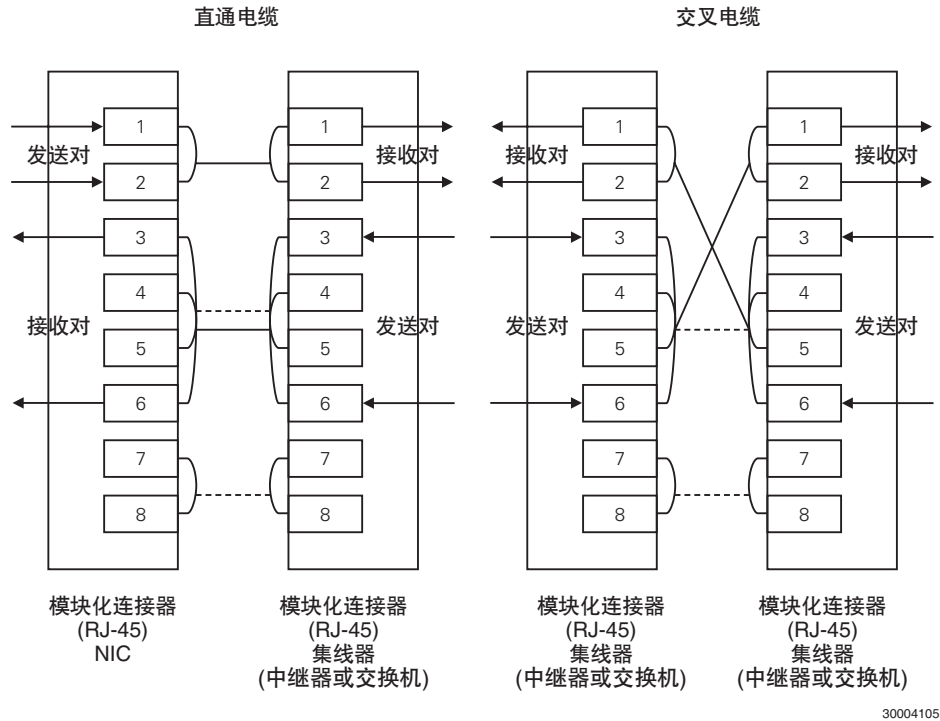 直通电缆
交叉电缆
1 1 1 1
发送对 接收对 接收对 接收对
2 2 2 2
3 3 3 3
4 4 4 4
接收对 发送对 发送对 发送对
5 5 5 5
6 6 6 6
7 7 7 7
8 8 8 8
模块化连接器
(RJ-45)
NIC
模块化连接器
(RJ-45)
集线器
(中继器或交换机)
模块化连接器
(RJ-45)
集线器
(中继器或交换机)
模块化连接器
(RJ-45)
集线器
(中继器或交换机)
30004105